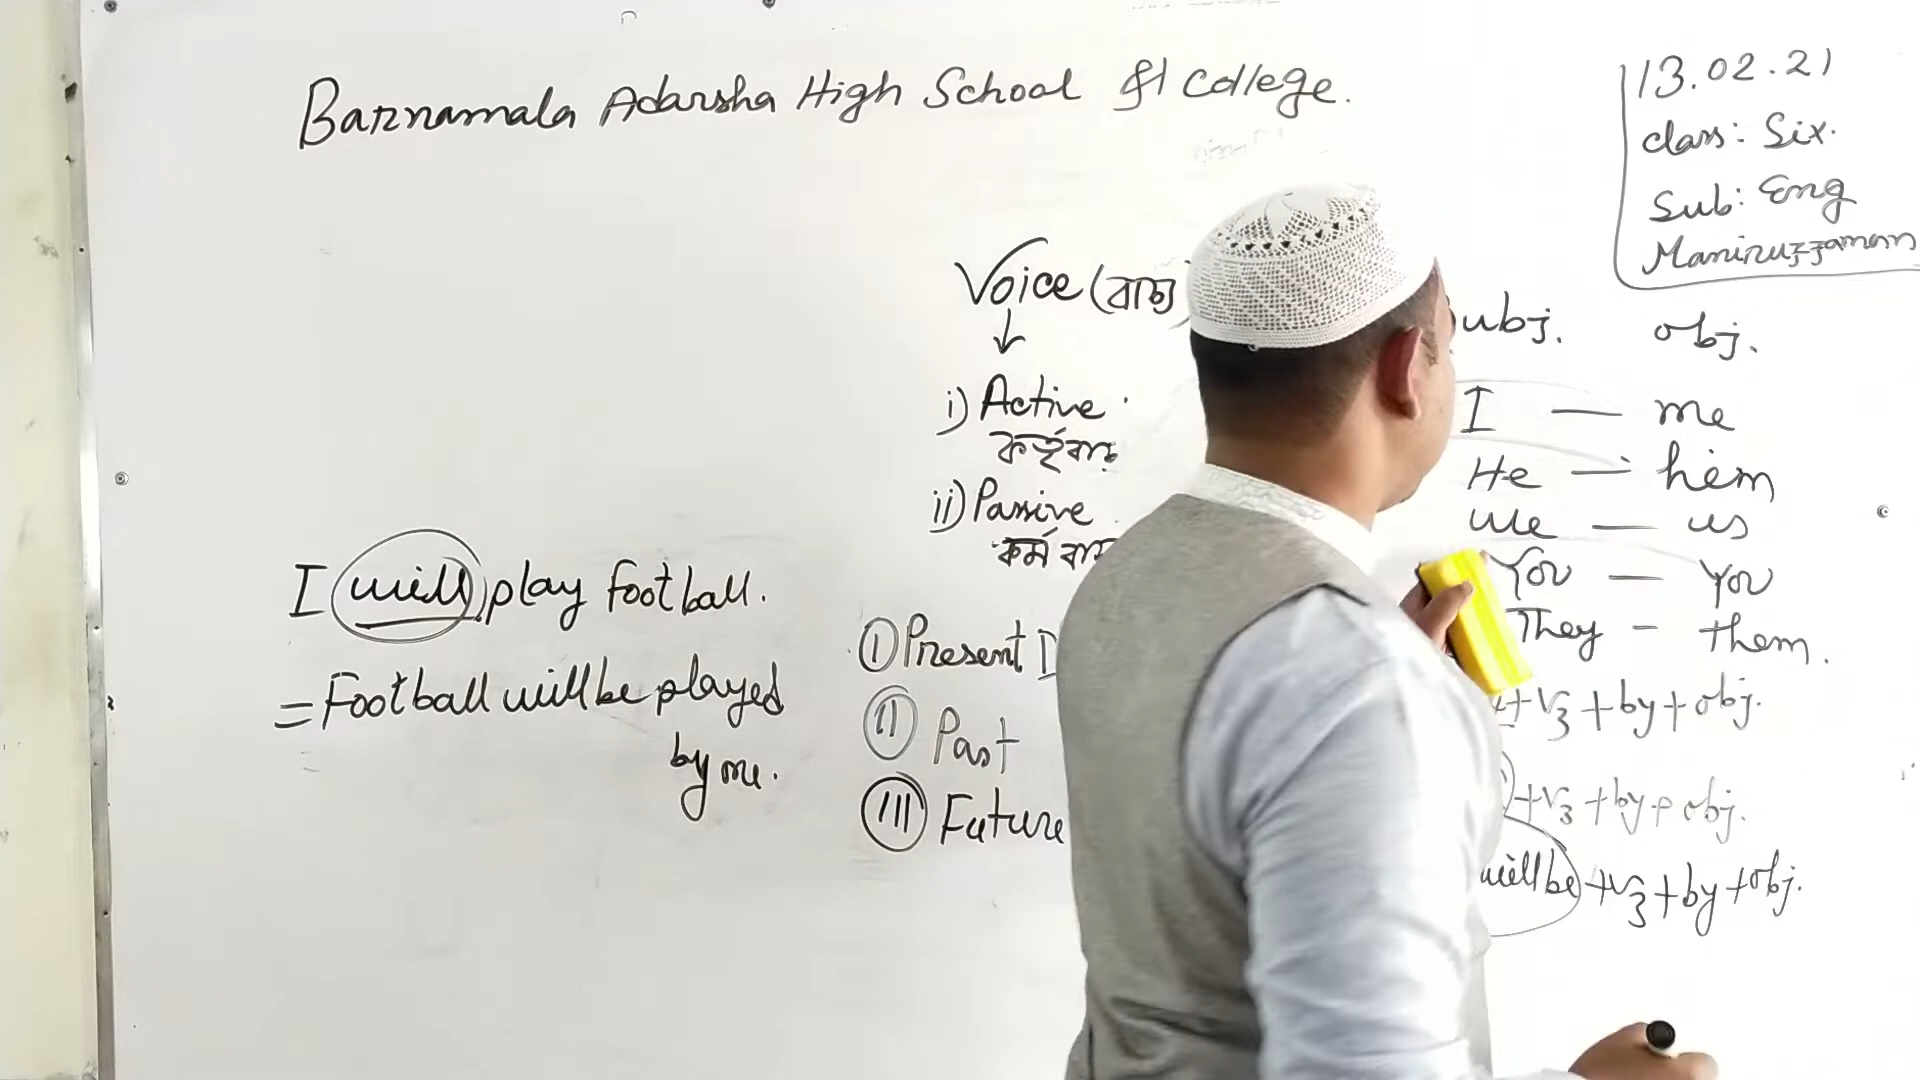 Barnamala Adarsha High School & College.
13.02.21
class: Six.
Sub: Eng
Maniruzzaman
Voice (বাচ্য
i) Active
কর্তৃবাচ্য
ii) Passive
কর্ম বাচ্য
ubj. obj.
I — me
He — him
We — us
You — You
They — them.
I will play football.
= Football will be played
by me.
(I) Present
(II) Past
(III) Future
+V3 + by + obj.
+V3 + by + obj.
will be +V3 + by + obj.